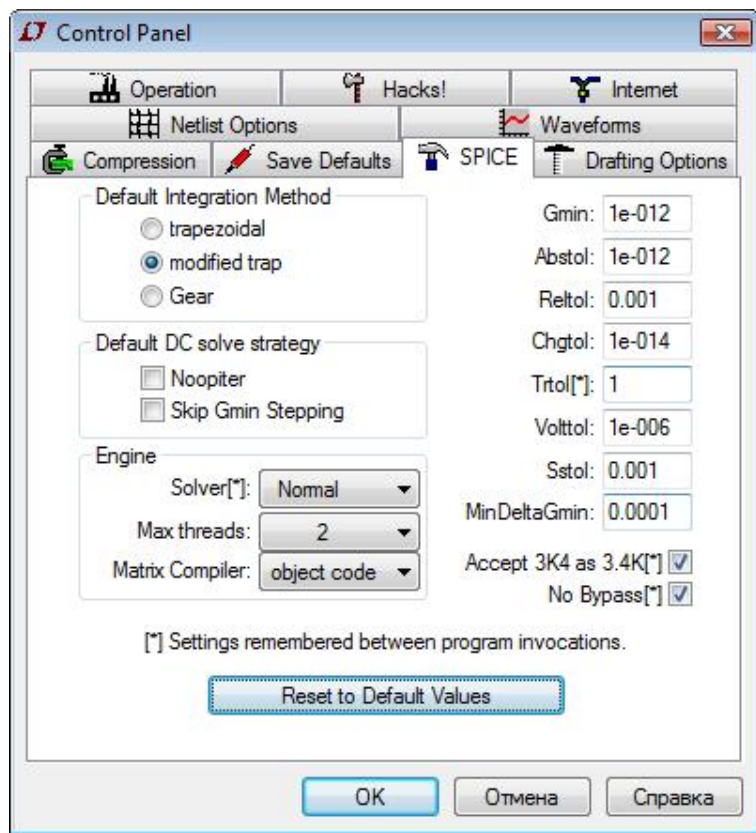 Control Panel
Operation Hacks! Internet
Netlist Options Waveforms
Compression Save Defaults SPICE Drafting Options
Default Integration Method
trapezoidal
modified trap
Gear
Default DC solve strategy
Noopiter
Skip Gmin Stepping
Engine
Solver[*]: Normal
Max threads: 2
Matrix Compiler: object code
Gmin: 1e-012
Abstol: 1e-012
Reltol: 0.001
Chgtol: 1e-014
Trtol[*]: 1
Volttol: 1e-006
Sstol: 0.001
MinDeltaGmin: 0.0001
Accept 3K4 as 3.4K[*]
No Bypass[*]
[*] Settings remembered between program invocations.
Reset to Default Values
OK Отмена Справка